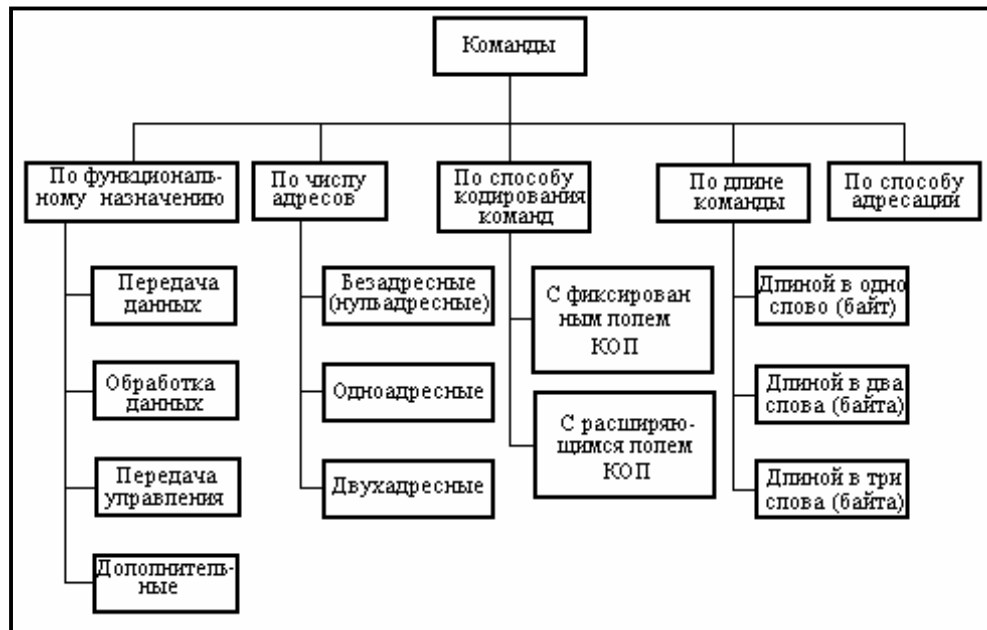 Команды
По функциональ-
ному назначению
По числу
адресов
По способу
кодирования
команд
По длине
команды
По способу
адресации
Передача
данных
Обработка
данных
Передача
управления
Дополнитель-
ные
Безадресные
(нульадресные)
Одноадресные
Двухадресные
С фиксирован
ным полем
КОП
С расширяю-
щимся полем
КОП
Длиной в одно
слово (байт)
Длиной в два
слова (байта)
Длиной в три
слова (байта)